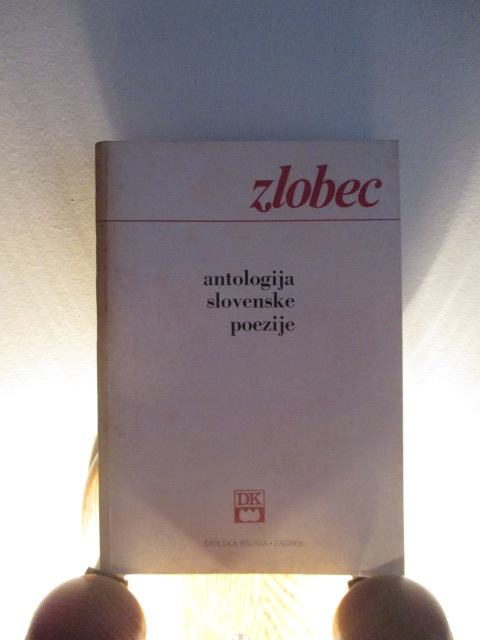 zlobec
antologija
slovenske
poezije
DK
ŠKOLSKA KNJIGA • ZAGREB